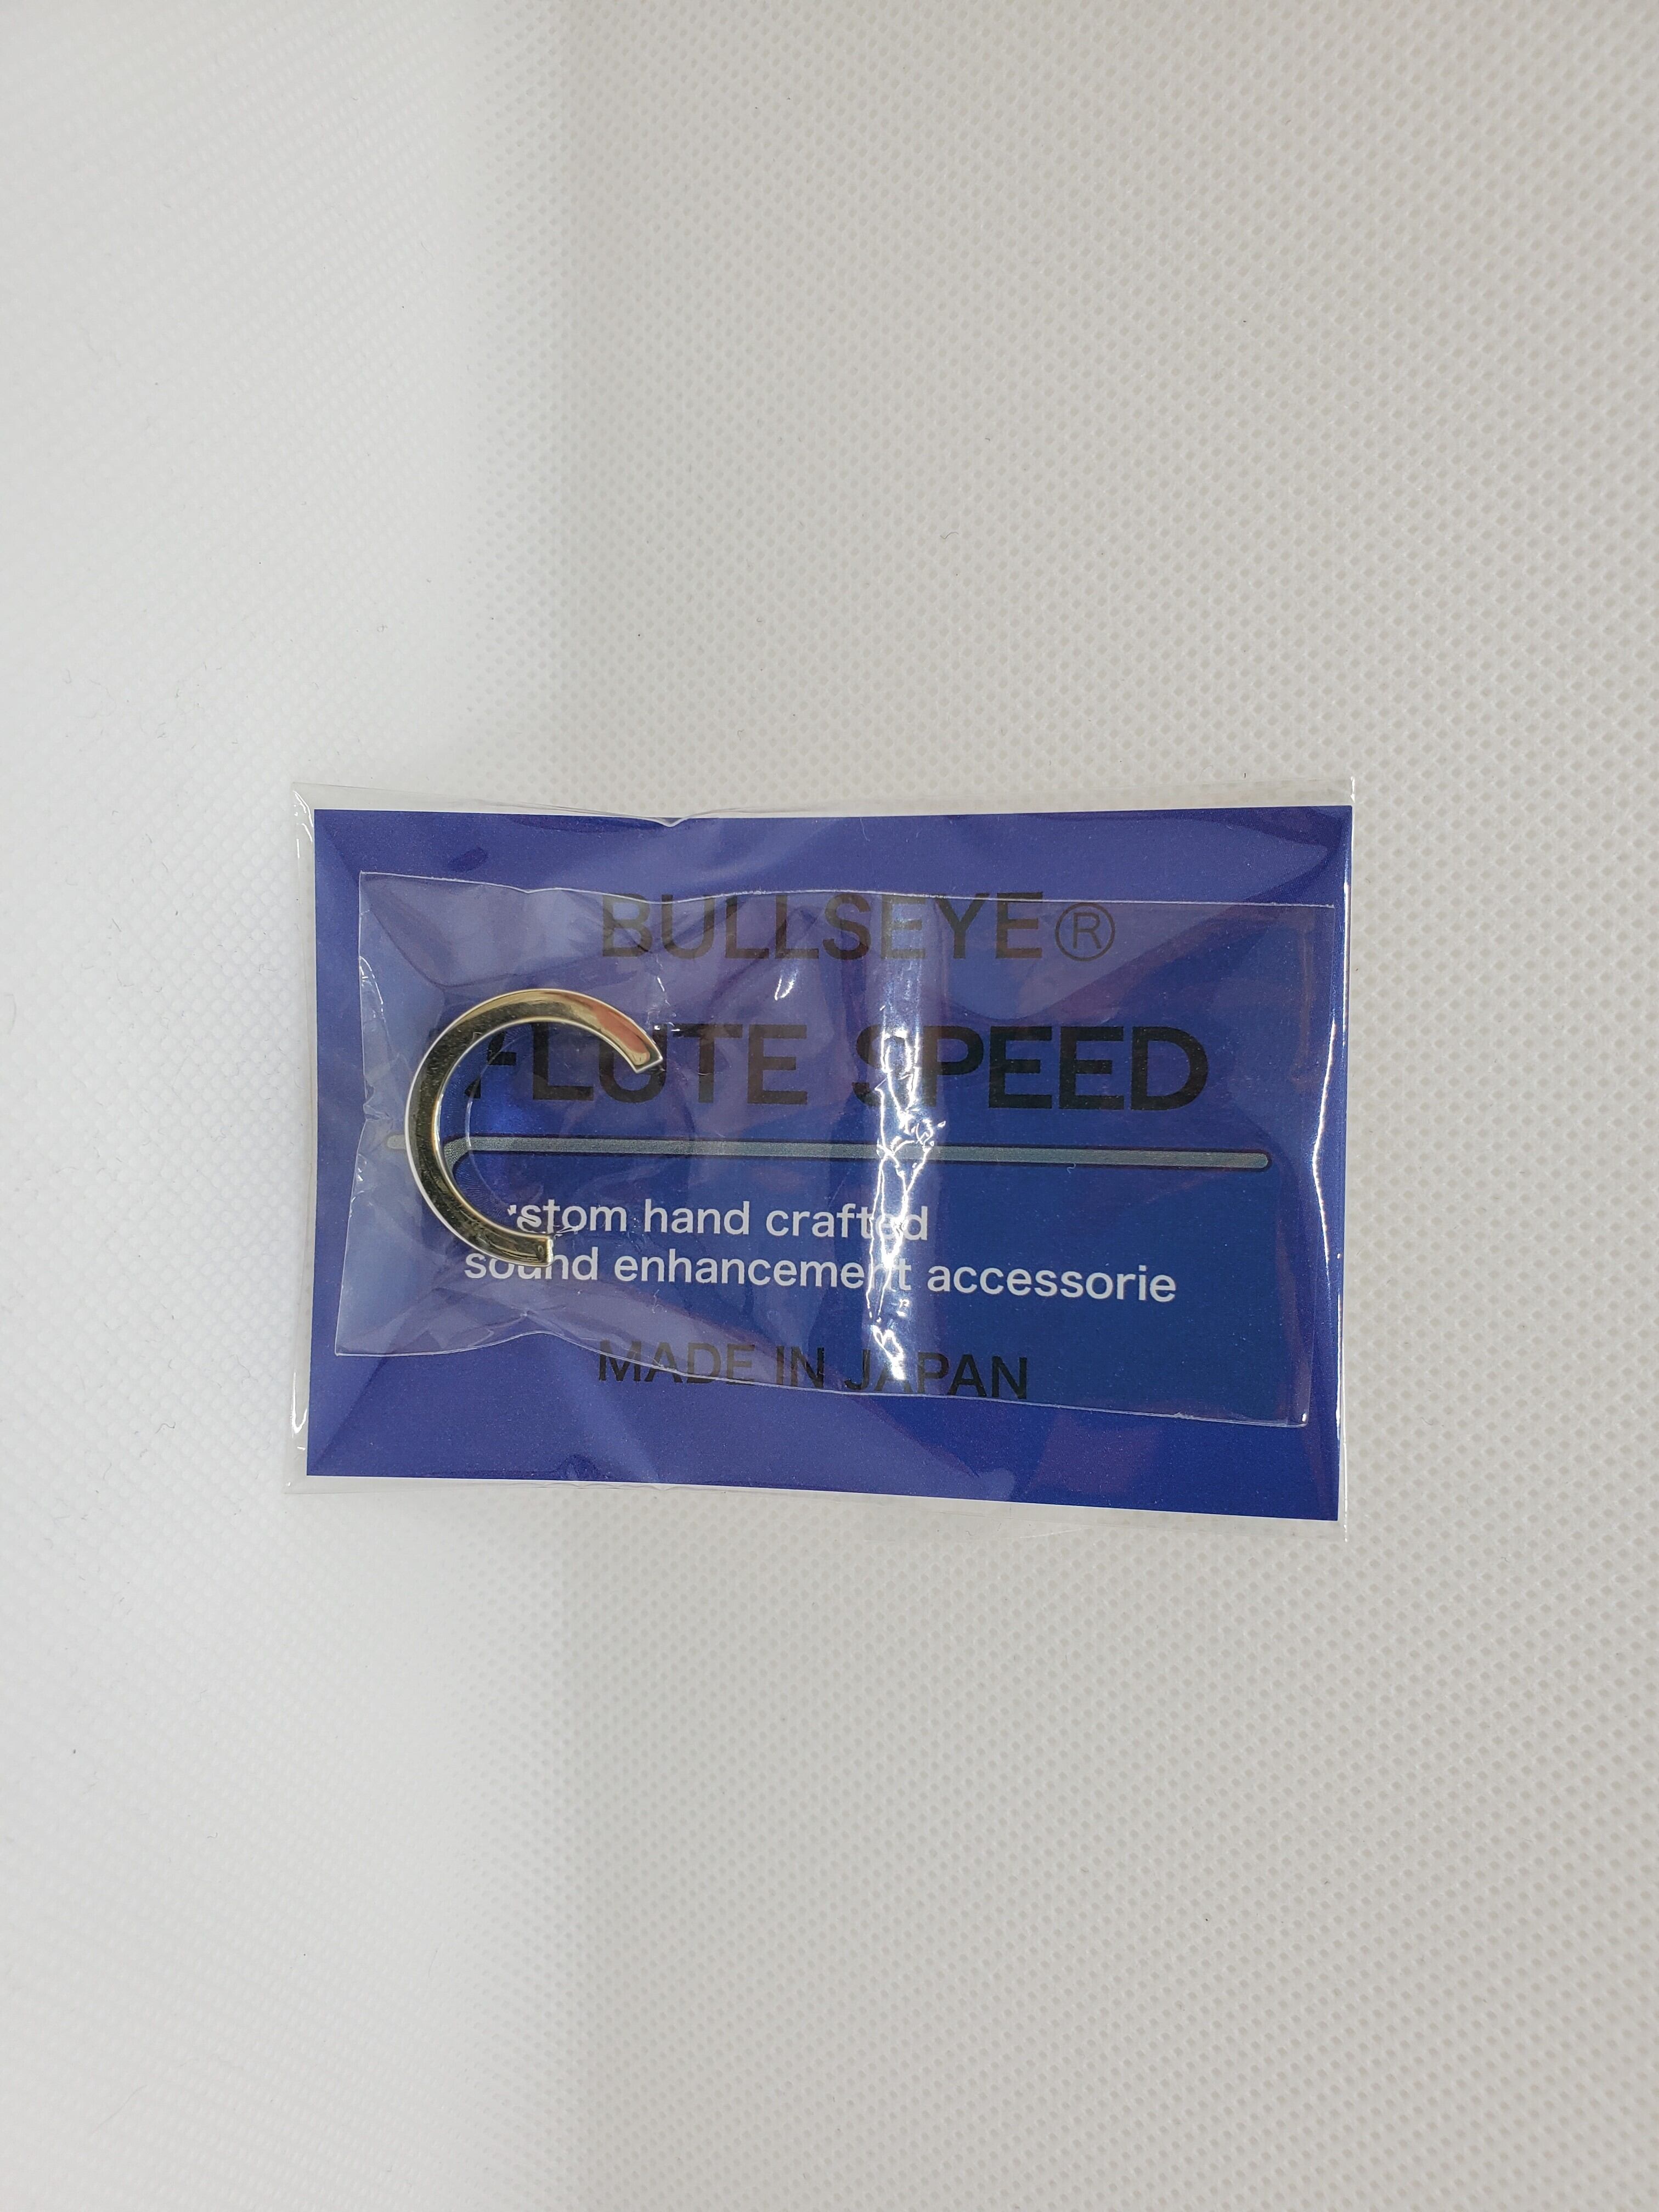 BULLSEYE®
FLUTE SPEED
stom hand crafted
sound enhancement accessorie
MADE IN JAPAN